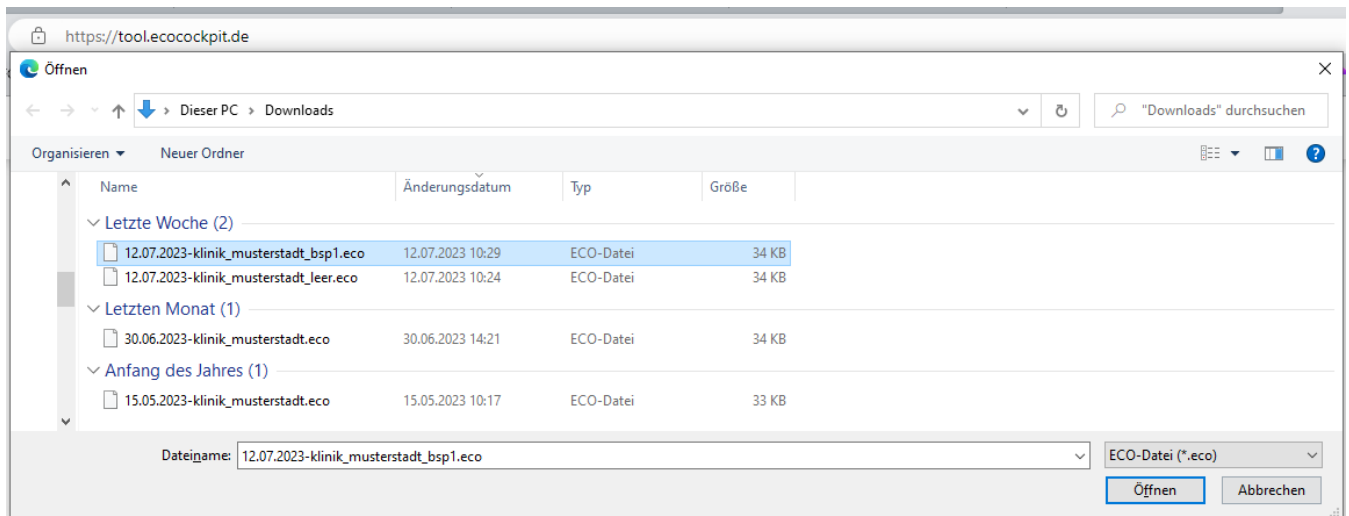 https://tool.ecocockpit.de
Öffnen
Dieser PC > Downloads "Downloads" durchsuchen
Organisieren Neuer Ordner
Name Änderungsdatum Typ Größe
Letzte Woche (2)
12.07.2023-klinik_musterstadt_bsp1.eco 12.07.2023 10:29 ECO-Datei 34 KB
12.07.2023-klinik_musterstadt_leer.eco 12.07.2023 10:24 ECO-Datei 34 KB
Letzten Monat (1)
30.06.2023-klinik_musterstadt.eco 30.06.2023 14:21 ECO-Datei 34 KB
Anfang des Jahres (1)
15.05.2023-klinik_musterstadt.eco 15.05.2023 10:17 ECO-Datei 33 KB
Dateiname: 12.07.2023-klinik_musterstadt_bsp1.eco ECO-Datei (*.eco)
Öffnen Abbrechen